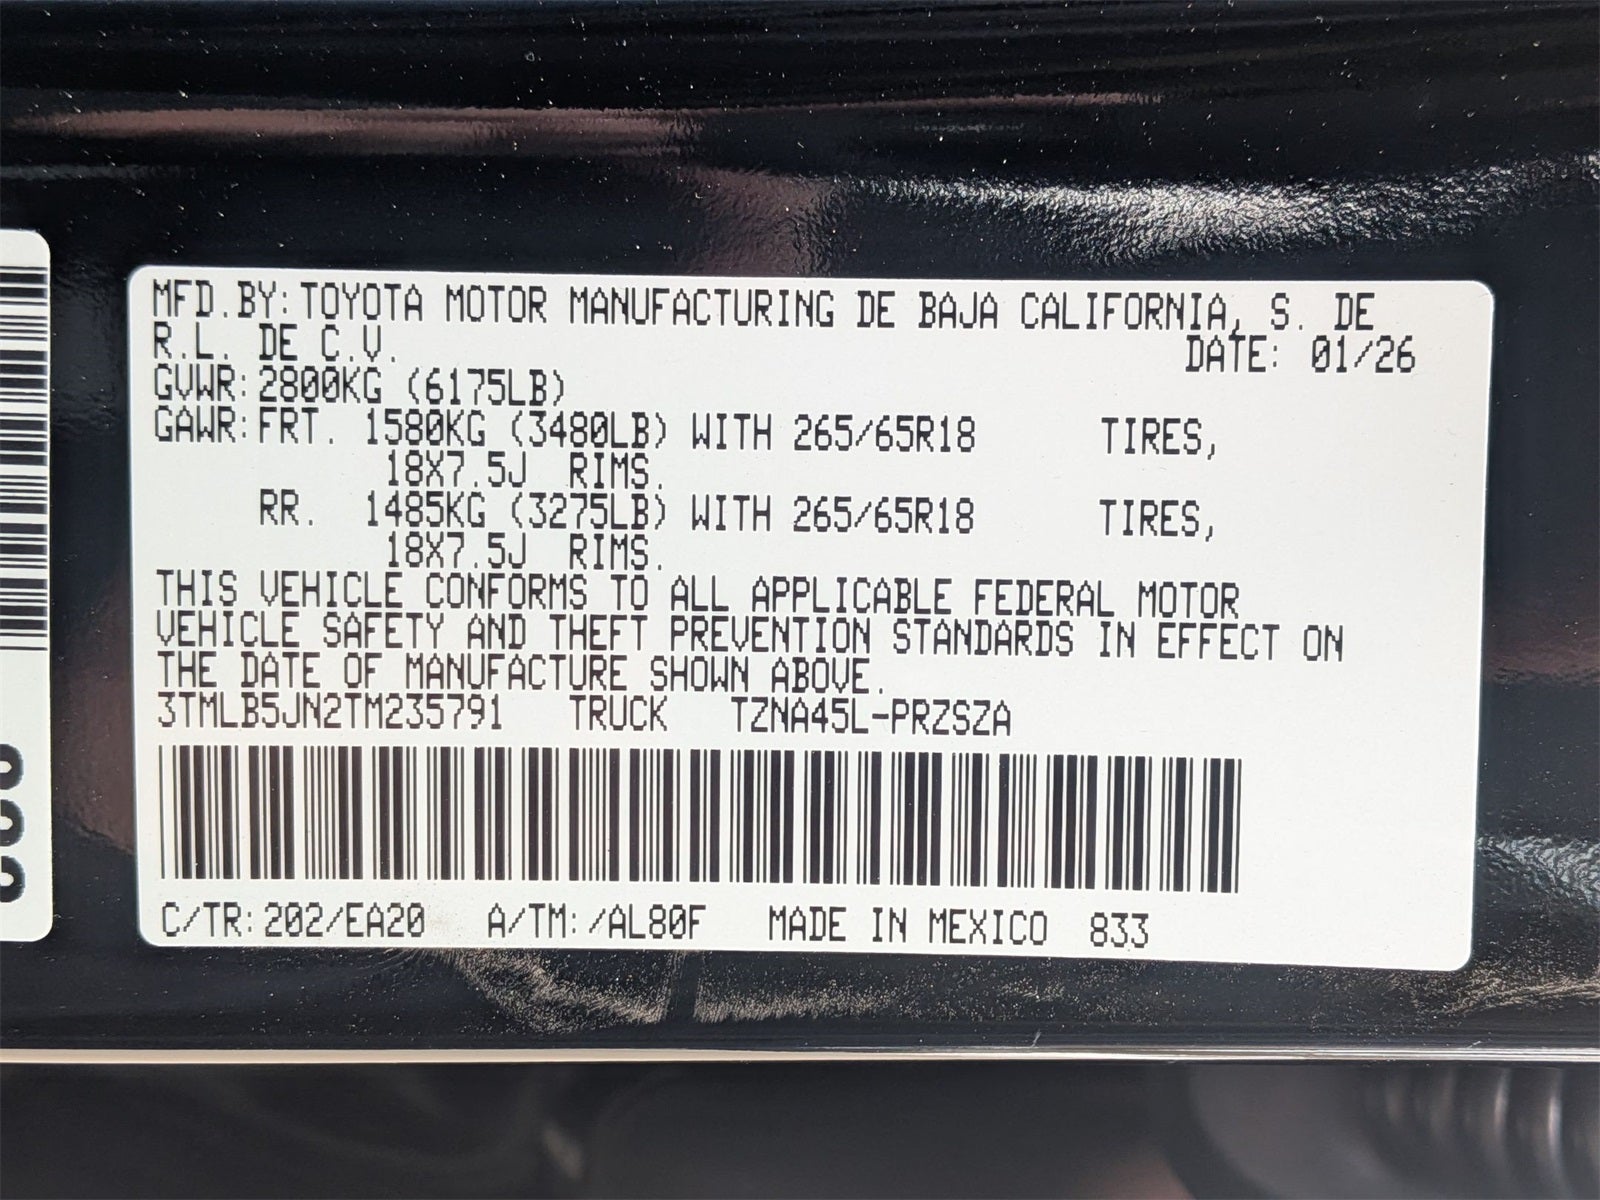 MFD.BY: TOYOTA MOTOR MANUFACTURING DE BAJA CALIFORNIA, S. DE
R.L. DE C.V.
DATE: 01/26
GVWR: 2800KG (6175LB)
GAWR: FRT. 1580KG (3480LB) WITH 265/65R18 TIRES,
18X7.5J RIMS.
RR. 1485KG (3275LB) WITH 265/65R18 TIRES,
18X7.5J RIMS.
THIS VEHICLE CONFORMS TO ALL APPLICABLE FEDERAL MOTOR
VEHICLE SAFETY AND THEFT PREVENTION STANDARDS IN EFFECT ON
THE DATE OF MANUFACTURE SHOWN ABOVE.
3TMLB5JN2TM235791 TRUCK TZNA45L-PRZSZA
C/TR: 202/EA20 A/TM: /AL80F MADE IN MEXICO 833